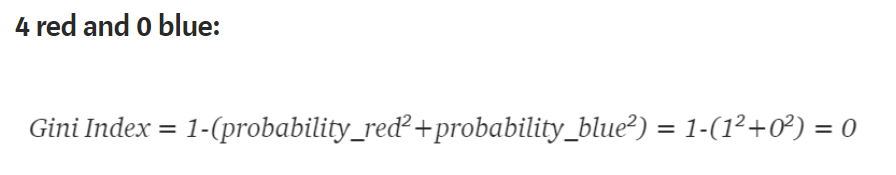 4 red and 0 blue:
Gini Index = 1-(probability_red²+probability_blue²) = 1-(1²+0²) = 0